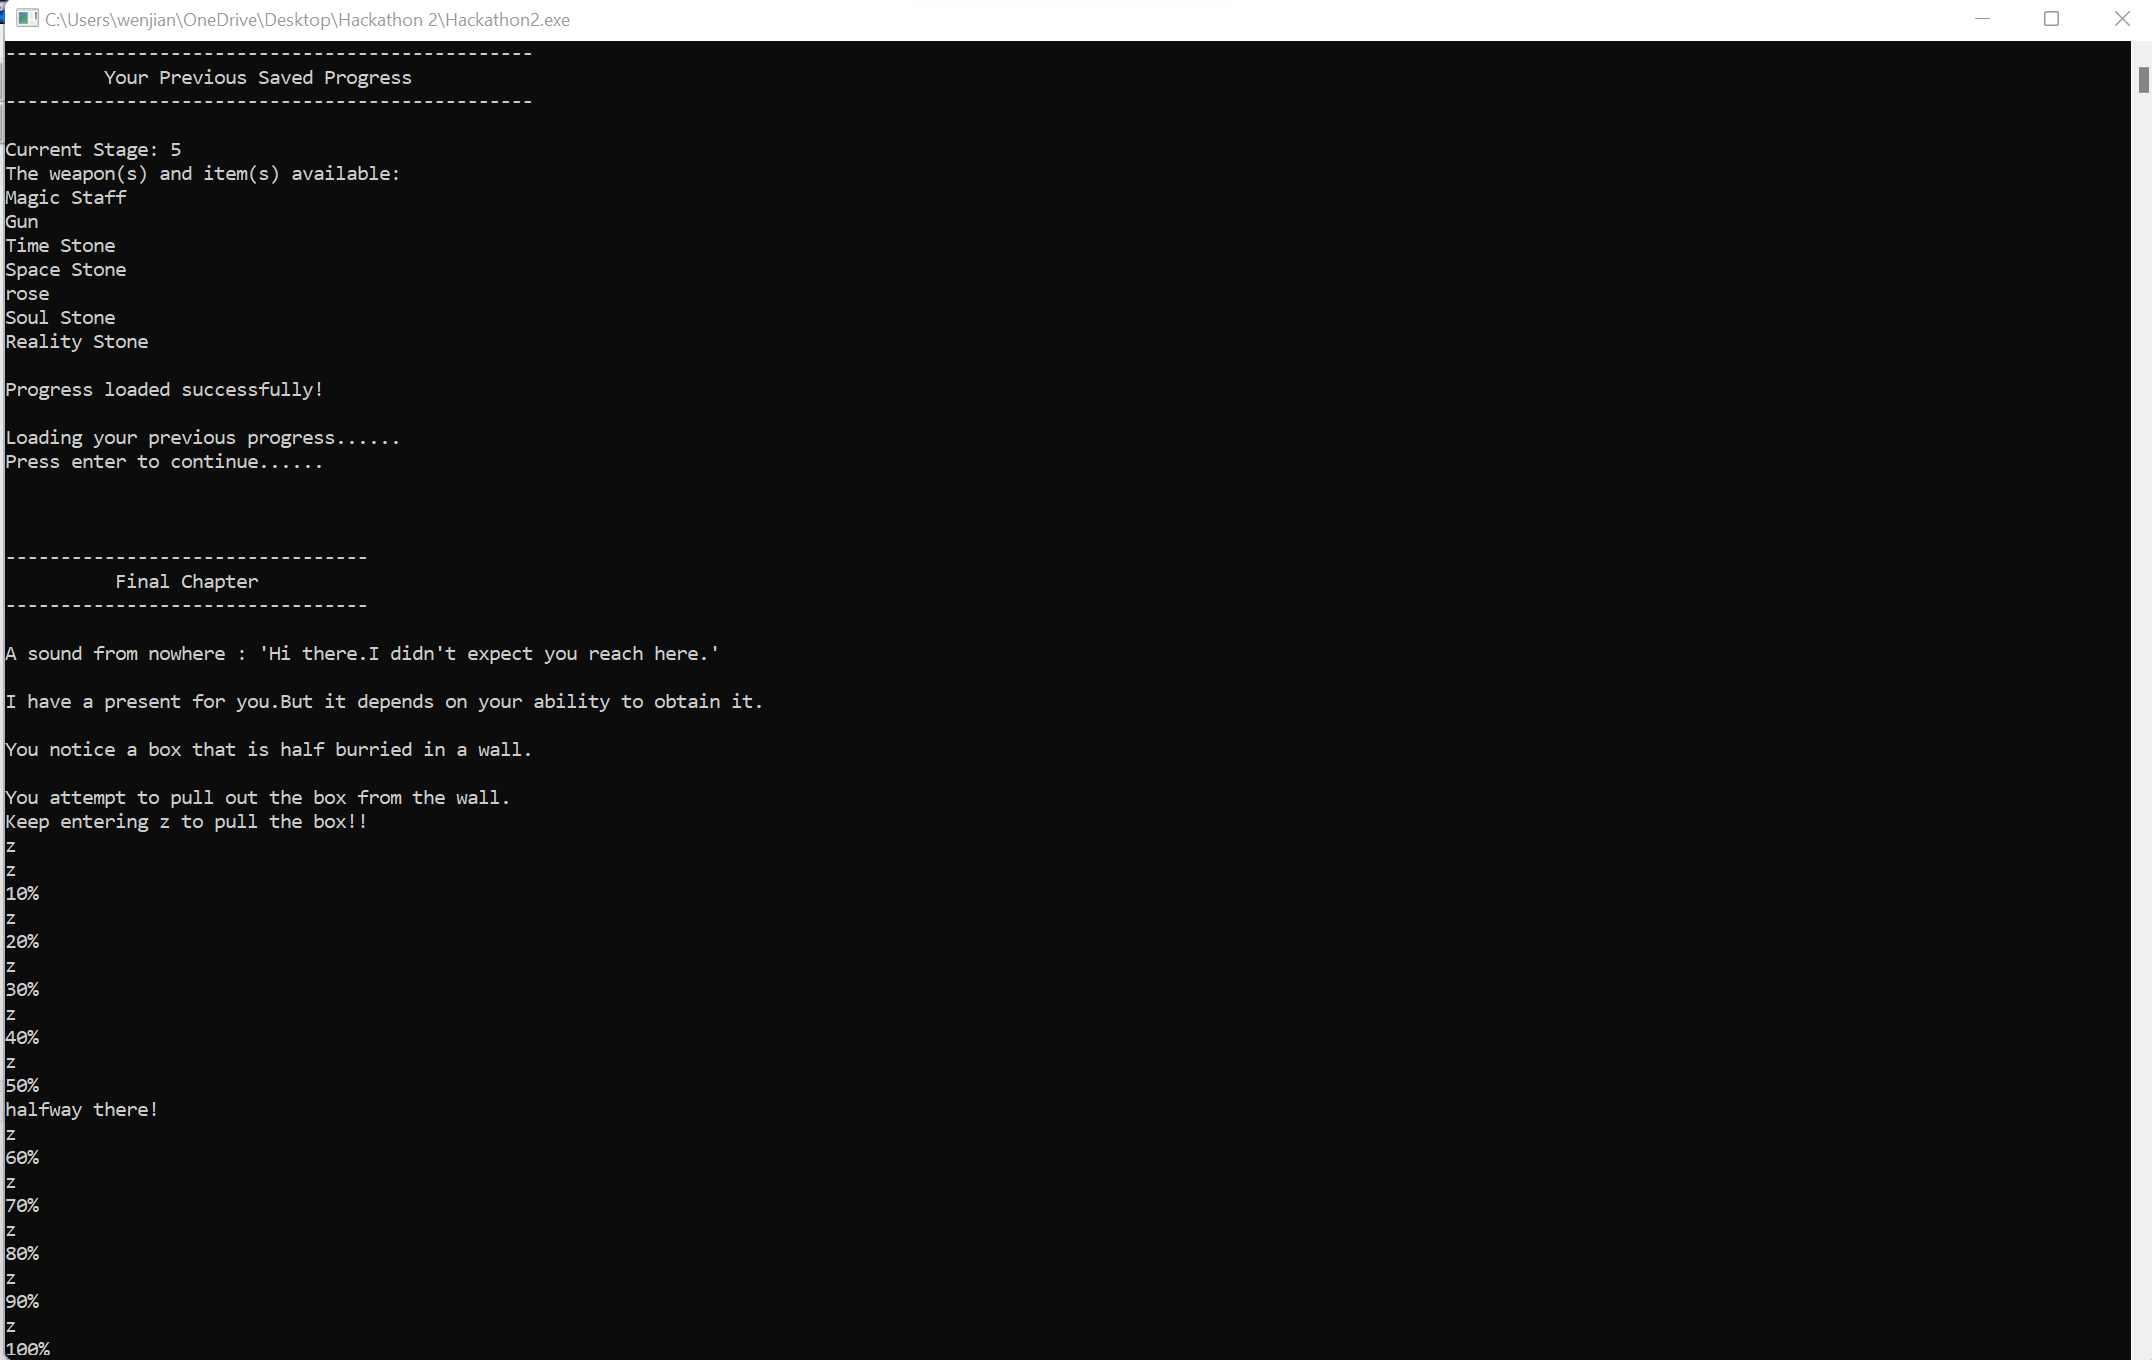 C:\Users\wenjian\OneDrive\Desktop\Hackathon 2\Hackathon2.exe
------------------------------------------------
Your Previous Saved Progress
------------------------------------------------
Current Stage: 5
The weapon(s) and item(s) available:
Magic Staff
Gun
Time Stone
Space Stone
rose
Soul Stone
Reality Stone
Progress loaded successfully!
Loading your previous progress......
Press enter to continue......
---------------------------------
Final Chapter
---------------------------------
A sound from nowhere : 'Hi there.I didn't expect you reach here.'
I have a present for you.But it depends on your ability to obtain it.
You notice a box that is half burried in a wall.
You attempt to pull out the box from the wall.
Keep entering z to pull the box!!
z
z
10%
z
20%
z
30%
z
40%
z
50%
halfway there!
z
60%
z
70%
z
80%
z
90%
z
100%